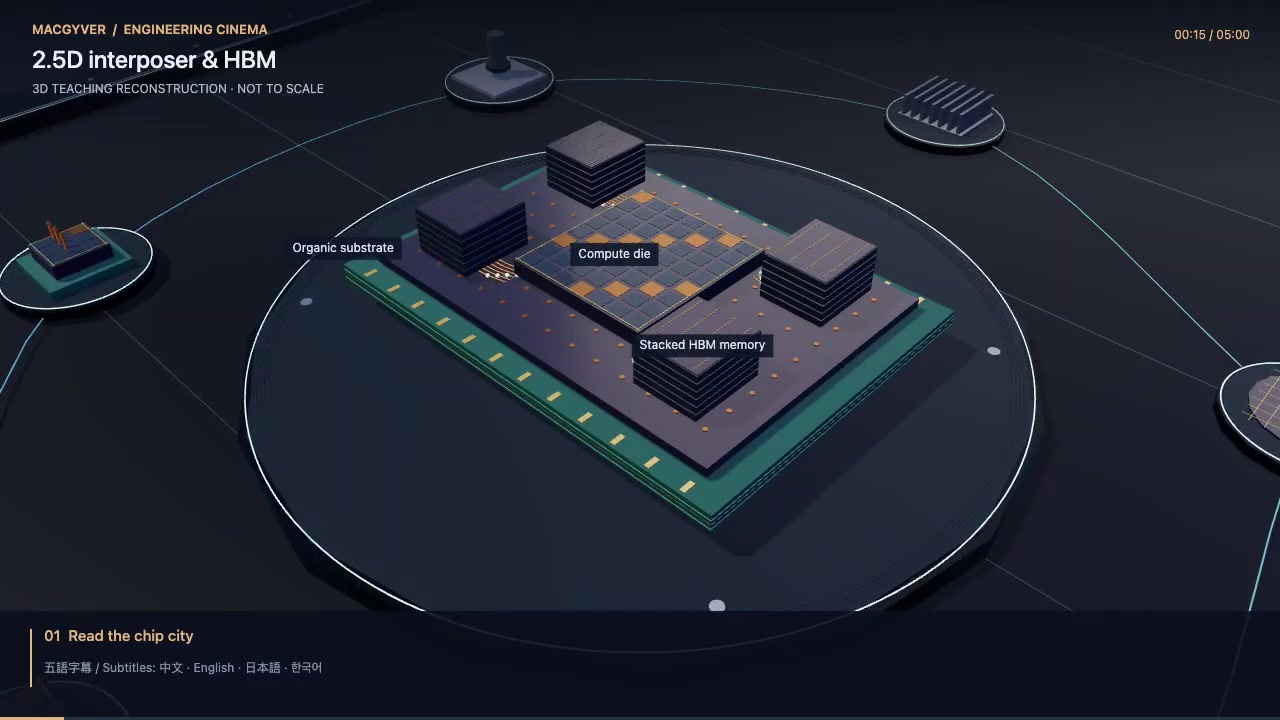 MACGYVER / ENGINEERING CINEMA
00:15 / 05:00
2.5D interposer & HBM
3D TEACHING RECONSTRUCTION · NOT TO SCALE
Organic substrate
Compute die
Stacked HBM memory
01 Read the chip city
五語字幕 / Subtitles: 中文 · English · 日本語 · 한국어